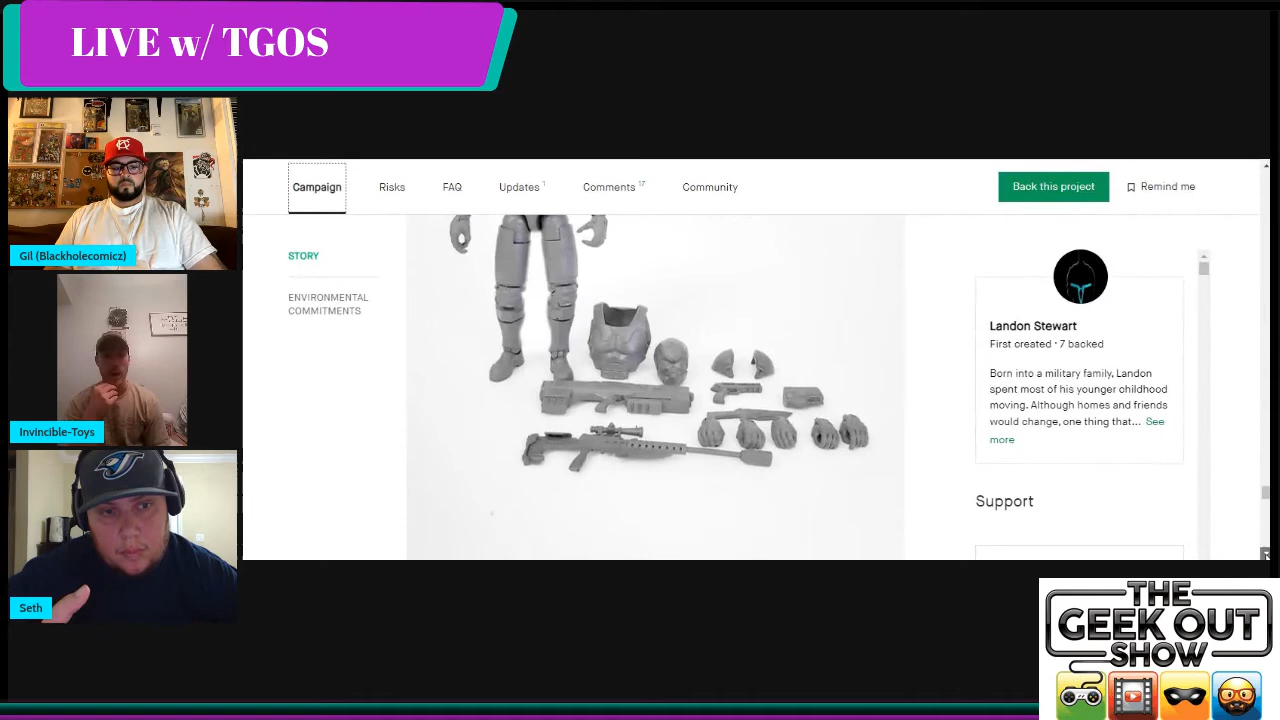 LIVE w/ TGOS
Gil (Blackholecomicz)
Invincible-Toys
Seth
Campaign
Risks
FAQ
Updates 1
Comments 17
Community
Back this project
Remind me
STORY
ENVIRONMENTAL
COMMITMENTS
Landon Stewart
First created · 7 backed
Born into a military family, Landon
spent most of his younger childhood
moving. Although homes and friends
would change, one thing that... See
more
Support
THE
GEEK OUT
SHOW